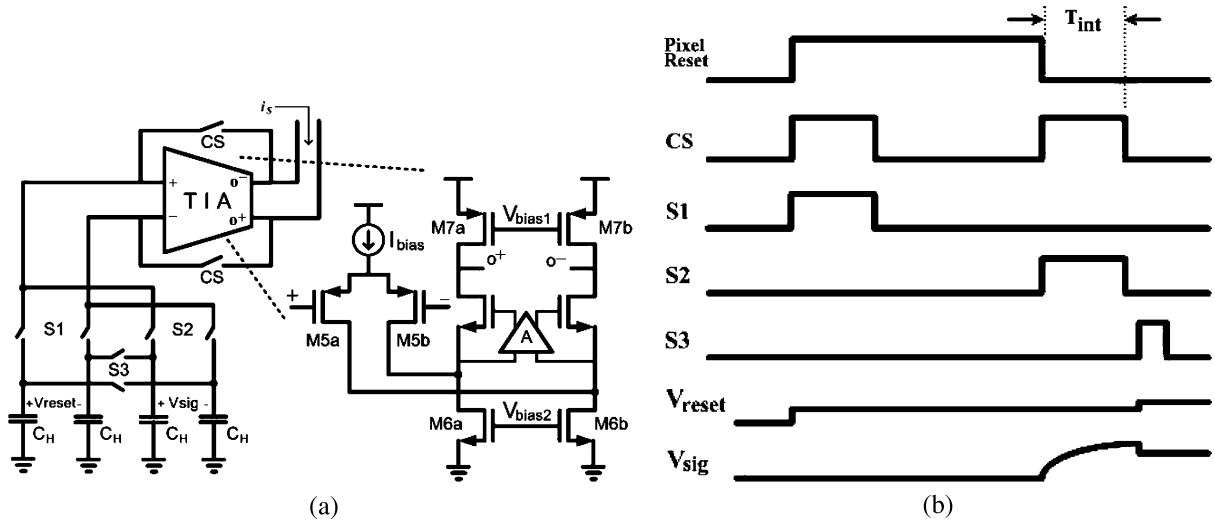 i_s
CS
+ o−
T I A
− o+
CS
S1 S2
S3
+Vreset- + Vsig -
C_H C_H C_H C_H
I_bias
+ −
M5a M5b
M7a V_bias1 M7b
o+ o−
A
M6a V_bias2 M6b
(a)
T_int
Pixel
Reset
CS
S1
S2
S3
V_reset
V_sig
(b)